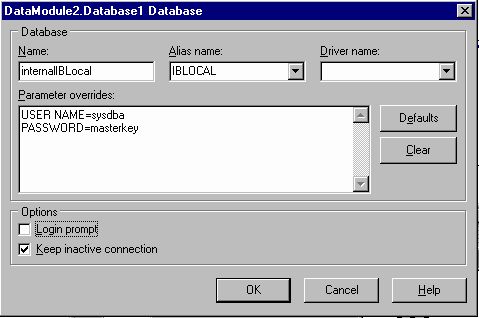 DataModule2.Database1 Database
Database
Name: Alias name: Driver name:
internalIBLocal IBLOCAL
Parameter overrides:
USER NAME=sysdba
PASSWORD=masterkey
Defaults
Clear
Options
Login prompt
Keep inactive connection
OK Cancel Help